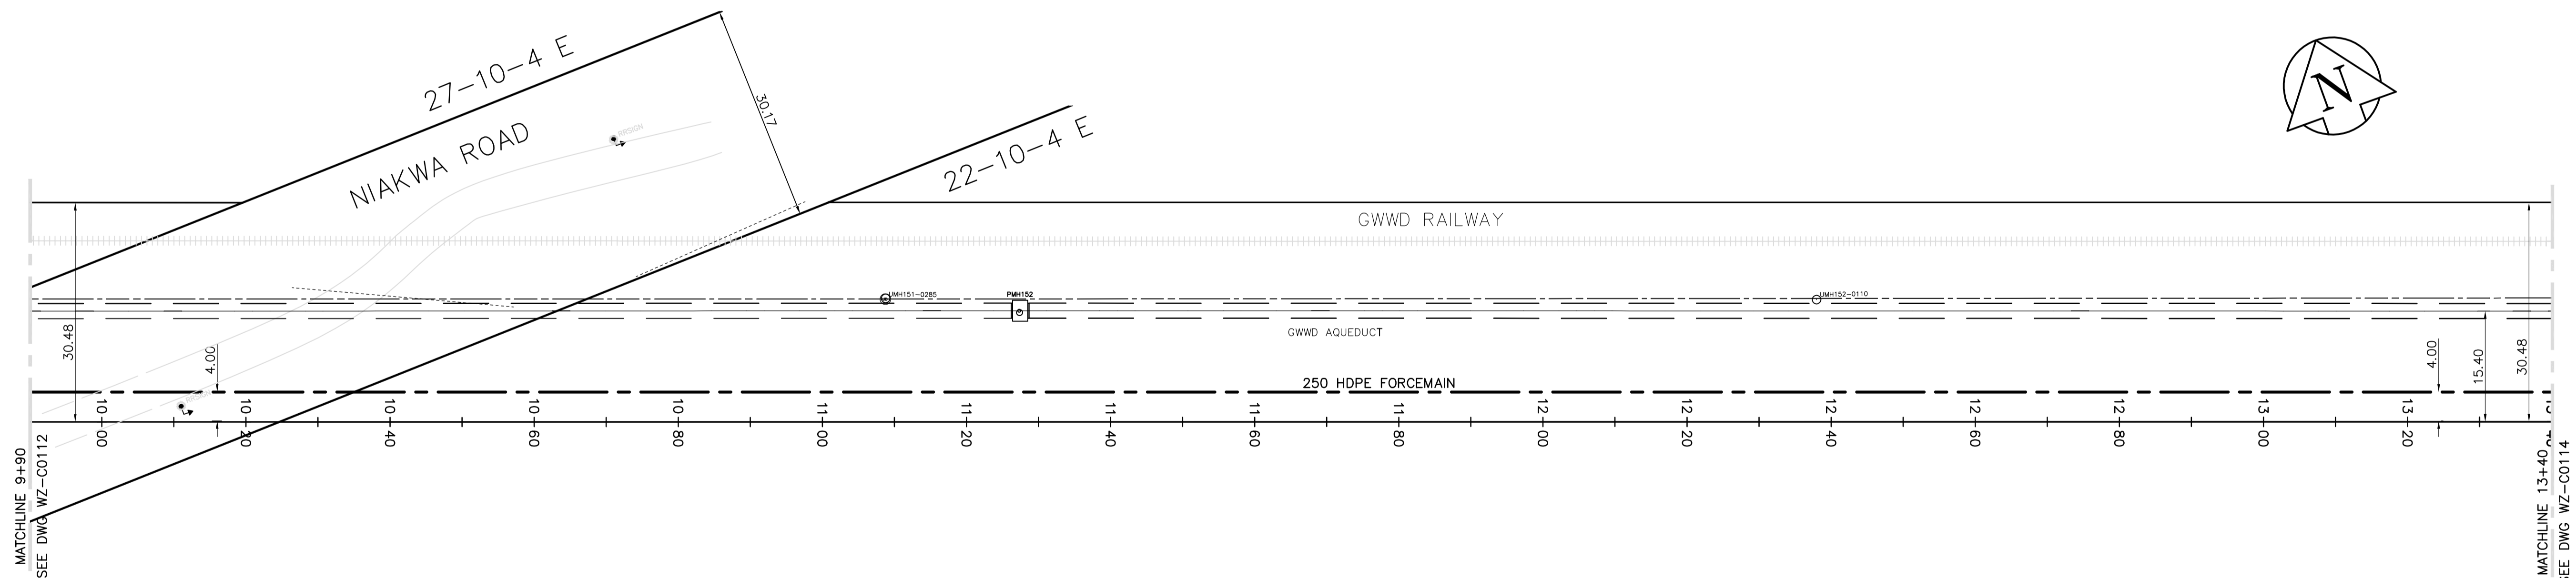 27-10-4 E
NIAKWA ROAD
RRSIGN
30.17
22-10-4 E
N
GWWD RAILWAY
UMH151-0285
PMH152
UMH152-0110
GWWD AQUEDUCT
30.48
4.00
250 HDPE FORCEMAIN
4.00
15.40
30.48
10 00
10 20
10 40
10 60
10 80
11 00
11 20
11 40
11 60
11 80
12 00
12 20
12 40
12 60
12 80
13 00
13 20
MATCHLINE 9+90
SEE DWG WZ-C0112
MATCHLINE 13+40
SEE DWG WZ-C0114